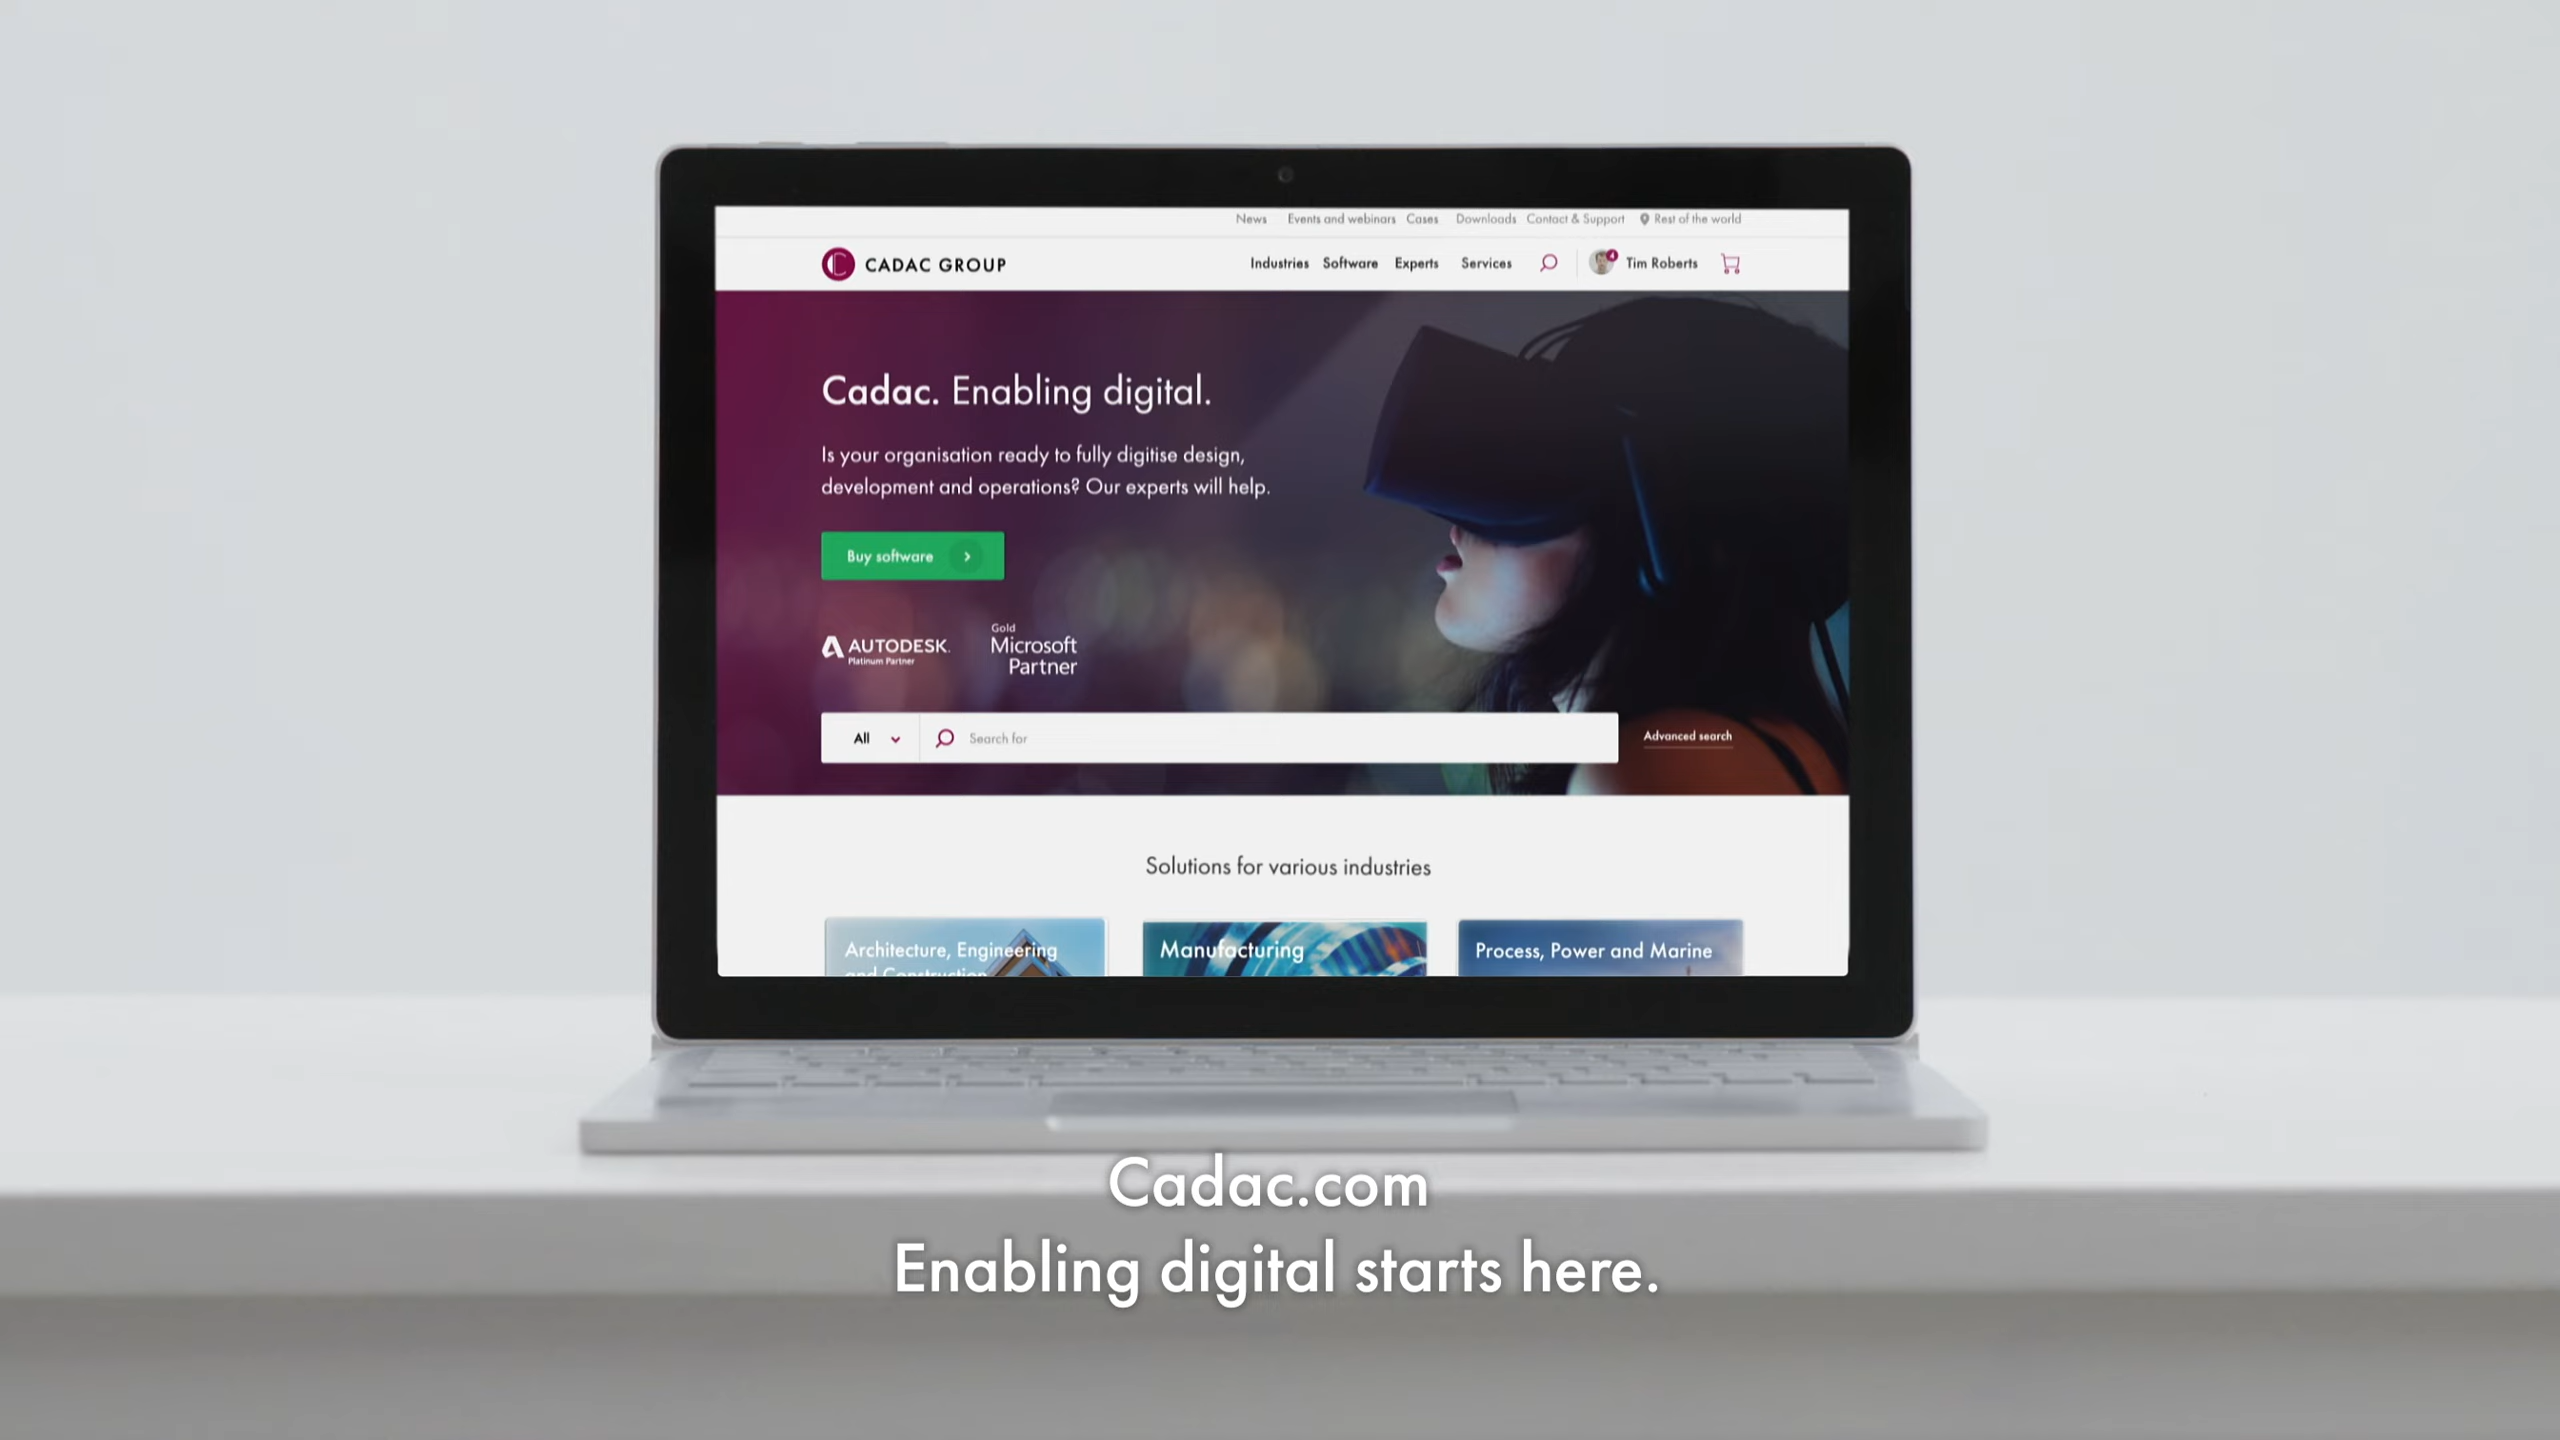 News Events and webinars Cases Downloads Contact & Support Rest of the world
CADAC GROUP Industries Software Experts Services 4 Tim Roberts
Cadac. Enabling digital.
Is your organisation ready to fully digitise design,
development and operations? Our experts will help.
Buy software
AUTODESK.
Platinum Partner
Gold
Microsoft
Partner
All Search for Advanced search
Solutions for various industries
Architecture, Engineering
and Construction
Manufacturing
Process, Power and Marine
Cadac.com
Enabling digital starts here.